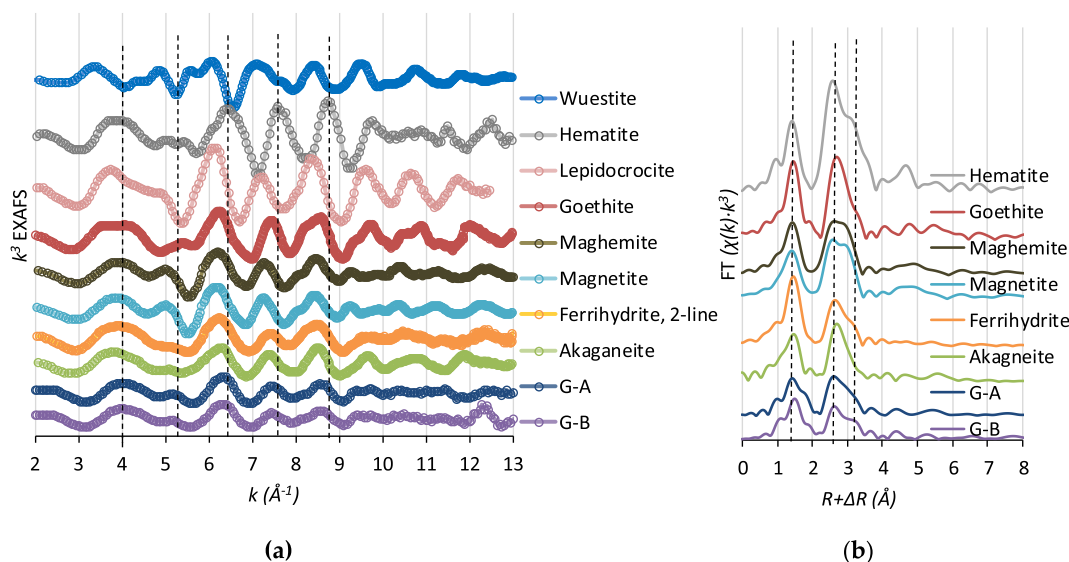 k³ EXAFS
Wuestite
Hematite
Lepidocrocite
Goethite
Maghemite
Magnetite
Ferrihydrite, 2-line
Akaganeite
G-A
G-B
2 3 4 5 6 7 8 9 10 11 12 13
k (Å-1)
(a)
FT (χ(k)·k³)
Hematite
Goethite
Maghemite
Magnetite
Ferrihydrite
Akagneite
G-A
G-B
0 1 2 3 4 5 6 7 8
R+ΔR (Å)
(b)